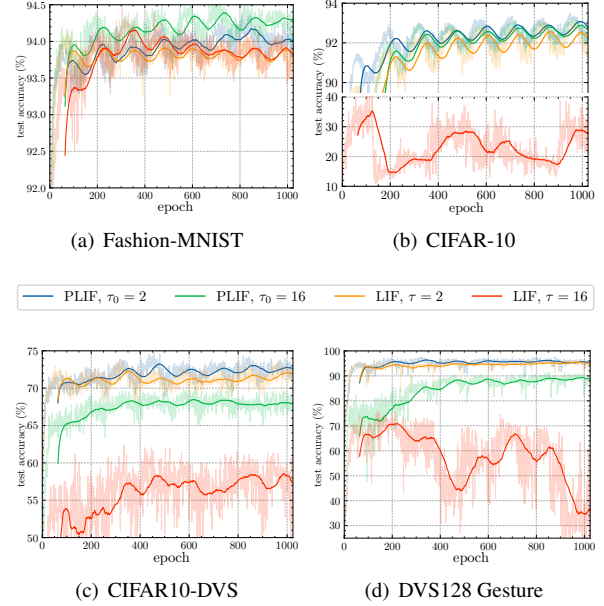 94.0
93.5
93.0
92.5
92.0
test accuracy (%)
0 200 400 600 800 1000
epoch
(a) Fashion-MNIST
94
92
90
40
30
20
10
test accuracy (%)
0 200 400 600 800 1000
epoch
(b) CIFAR-10
PLIF, τ₀ = 2 PLIF, τ₀ = 16 LIF, τ = 2 LIF, τ = 16
75
70
65
60
55
50
test accuracy (%)
0 200 400 600 800 1000
epoch
(c) CIFAR10-DVS
100
90
80
70
60
50
40
30
test accuracy (%)
0 200 400 600 800 1000
epoch
(d) DVS128 Gesture